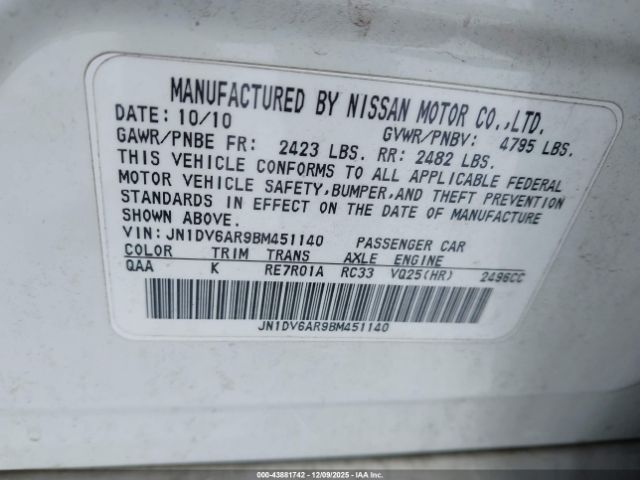 MANUFACTURED BY NISSAN MOTOR CO.,LTD.
DATE: 10/10 GVWR/PNBV: 4795 LBS.
GAWR/PNBE FR: 2423 LBS. RR: 2482 LBS.
THIS VEHICLE CONFORMS TO ALL APPLICABLE FEDERAL
MOTOR VEHICLE SAFETY,BUMPER,AND THEFT PREVENTION
STANDARDS IN EFFECT ON THE DATE OF MANUFACTURE
SHOWN ABOVE.
VIN:JN1DV6AR9BM451140 PASSENGER CAR
COLOR TRIM TRANS AXLE ENGINE
QAA K RE7R01A RC33 VQ25(HR) 2496CC
JN1DV6AR9BM451140
000-43881742 - 12/09/2025 - IAA Inc.